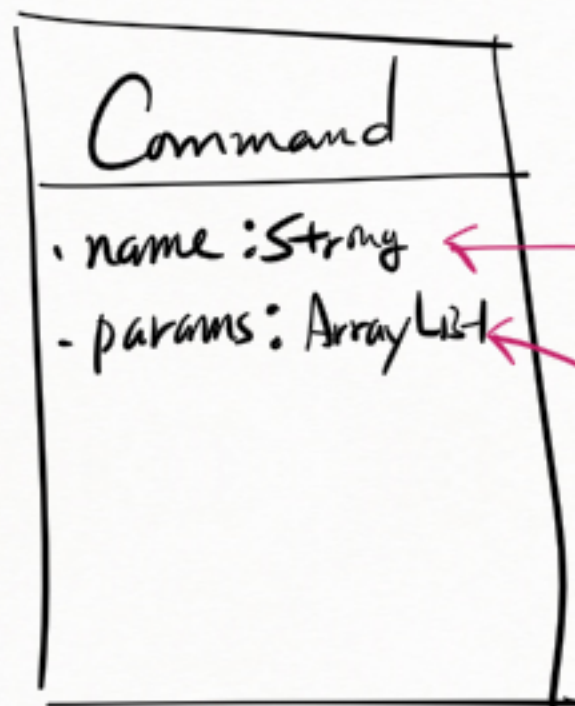 Command
. name : String
- params : ArrayList